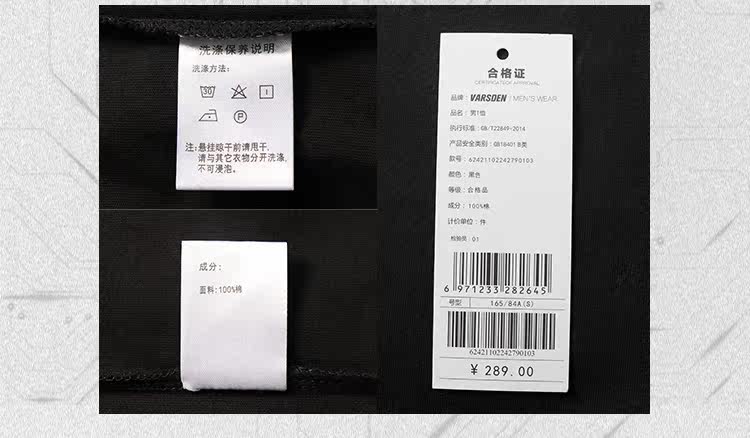 洗涤保养说明
洗涤方法:
30
P
注:悬挂晾干前请甩干,
请与其它衣物分开洗涤,
不可浸泡。
成分:
面料:100%棉
合格证
CERTIFICATECK APPROVAL
品牌: VARSDEN / MEN'S WEAR
品名: 男T恤
执行标准: GB/T22849-2014
产品安全类别: GB18401 B类
款号: 62421102242790103
颜色: 黑色
等级: 合格品
成分: 100%棉
计价单位: 件
检验员: 01
6 971233 282645
号型 165/84A(S)
62421102242790103
¥ 289.00